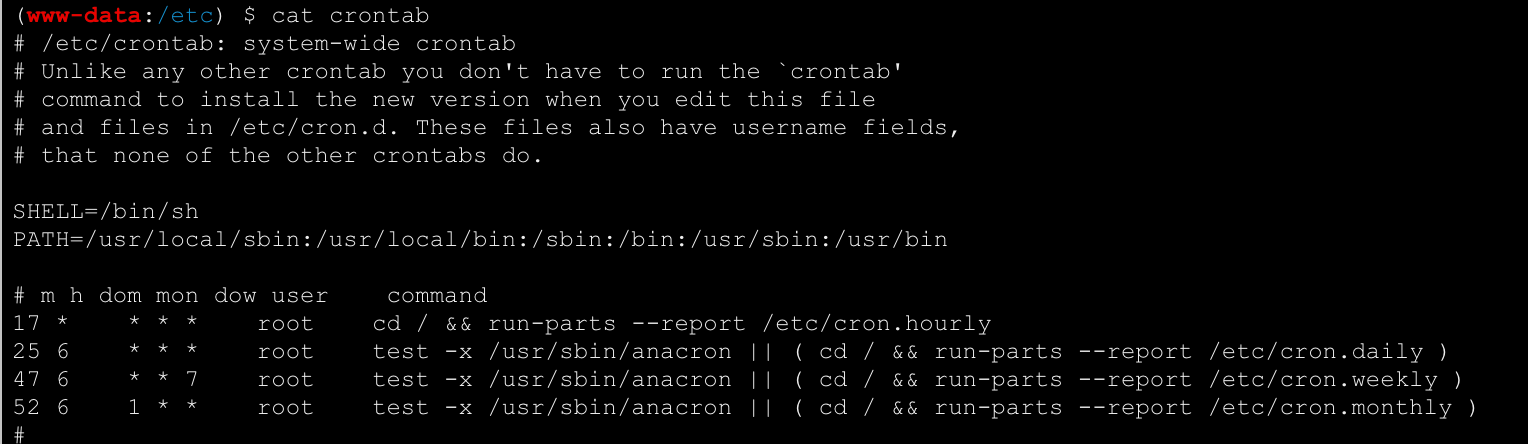 (www-data:/etc) $ cat crontab
# /etc/crontab: system-wide crontab
# Unlike any other crontab you don't have to run the `crontab'
# command to install the new version when you edit this file
# and files in /etc/cron.d. These files also have username fields,
# that none of the other crontabs do.

SHELL=/bin/sh
PATH=/usr/local/sbin:/usr/local/bin:/sbin:/bin:/usr/sbin:/usr/bin

# m h dom mon dow user    command
17 *    * * *    root    cd / && run-parts --report /etc/cron.hourly
25 6    * * *    root    test -x /usr/sbin/anacron || ( cd / && run-parts --report /etc/cron.daily )
47 6    * * 7    root    test -x /usr/sbin/anacron || ( cd / && run-parts --report /etc/cron.weekly )
52 6    1 * *    root    test -x /usr/sbin/anacron || ( cd / && run-parts --report /etc/cron.monthly )
#